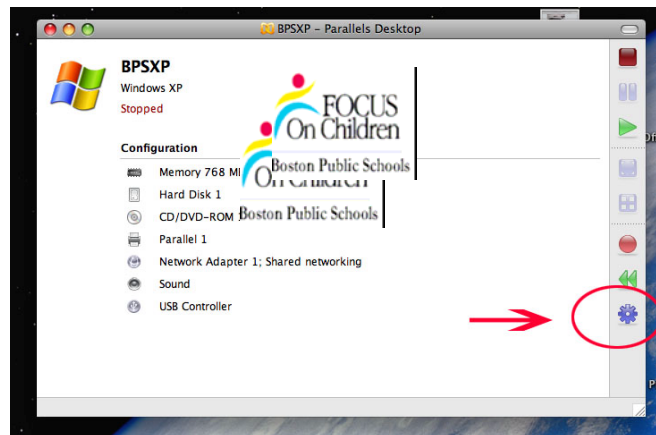 BPSXP - Parallels Desktop
BPSXP
Windows XP
Stopped
FOCUS
On Children
Boston Public Schools
Configuration
Memory 768 M
On Children
Boston Public Schools
Hard Disk 1
CD/DVD-ROM
Parallel 1
Network Adapter 1; Shared networking
Sound
USB Controller